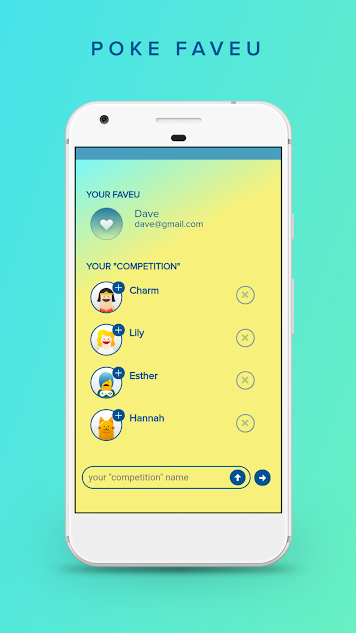 POKE FAVEU
YOUR FAVEU
Dave
dave@gmail.com
YOUR "COMPETITION"
Charm
Lily
Esther
Hannah
your "competition" name